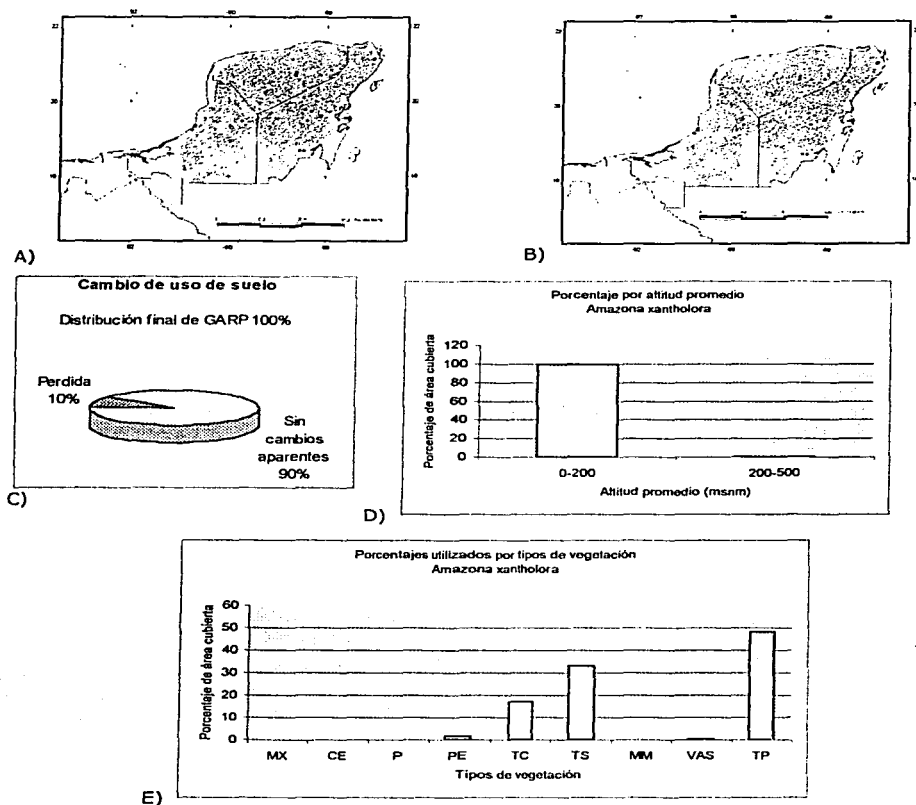 A)
B)
Cambio de uso de suelo
Distribución final de GARP 100%
Perdida
10%
Sin
cambios
aparentes
90%
C)
Porcentaje por altitud promedio
Amazona xantholora
Porcentaje de área cubierta
120
100
80
60
40
20
0
0-200
200-500
Altitud promedio (msnm)
D)
Porcentajes utilizados por tipos de vegetación
Amazona xantholora
Porcentaje de área cubierta
60
50
40
30
20
10
0
MX CE P PE TC TS MM VAS TP
Tipos de vegetación
E)